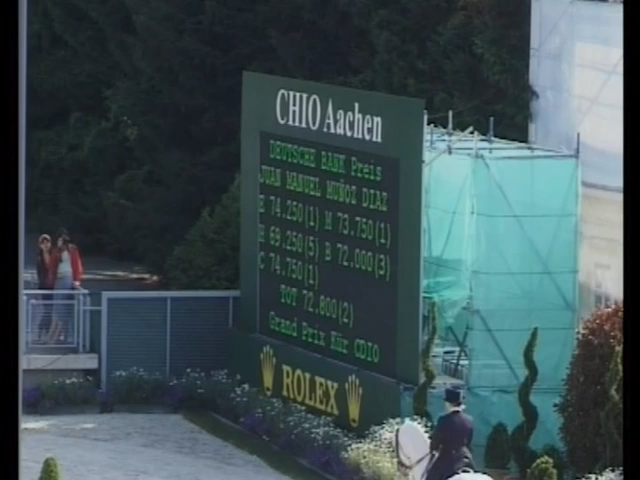 CHIO Aachen
DEUTSCHE BANK Preis
JUAN MANUEL MUÑOZ DIAZ
E 74.250(1) M 73.750(1)
H 69.250(5) B 72.000(3)
C 74.750(1)
TOT 72.800(2)
Grand Prix Kür CDIO
ROLEX